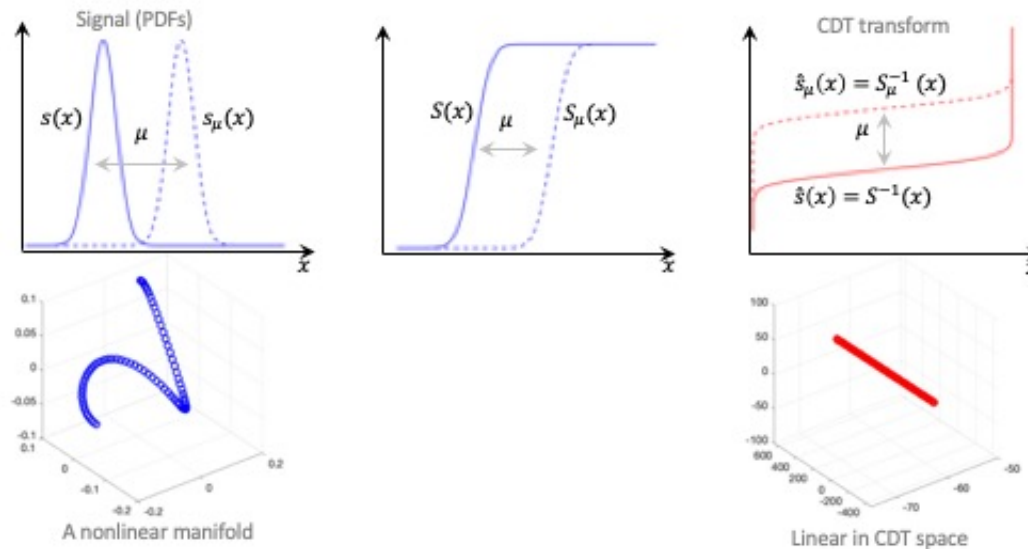 Signal (PDFs)
s(x)
s_μ(x)
μ
x
S(x)
S_μ(x)
μ
x
CDT transform
ŝ_μ(x) = S_μ^{-1} (x)
μ
ŝ(x) = S^{-1}(x)
0.1
0.05
0
-0.05
-0.1
0.1
0
-0.1
-0.2
-0.2
0
0.2
A nonlinear manifold
100
50
0
-50
-100
600
400
200
0
-200
-400
-70
-60
-50
Linear in CDT space